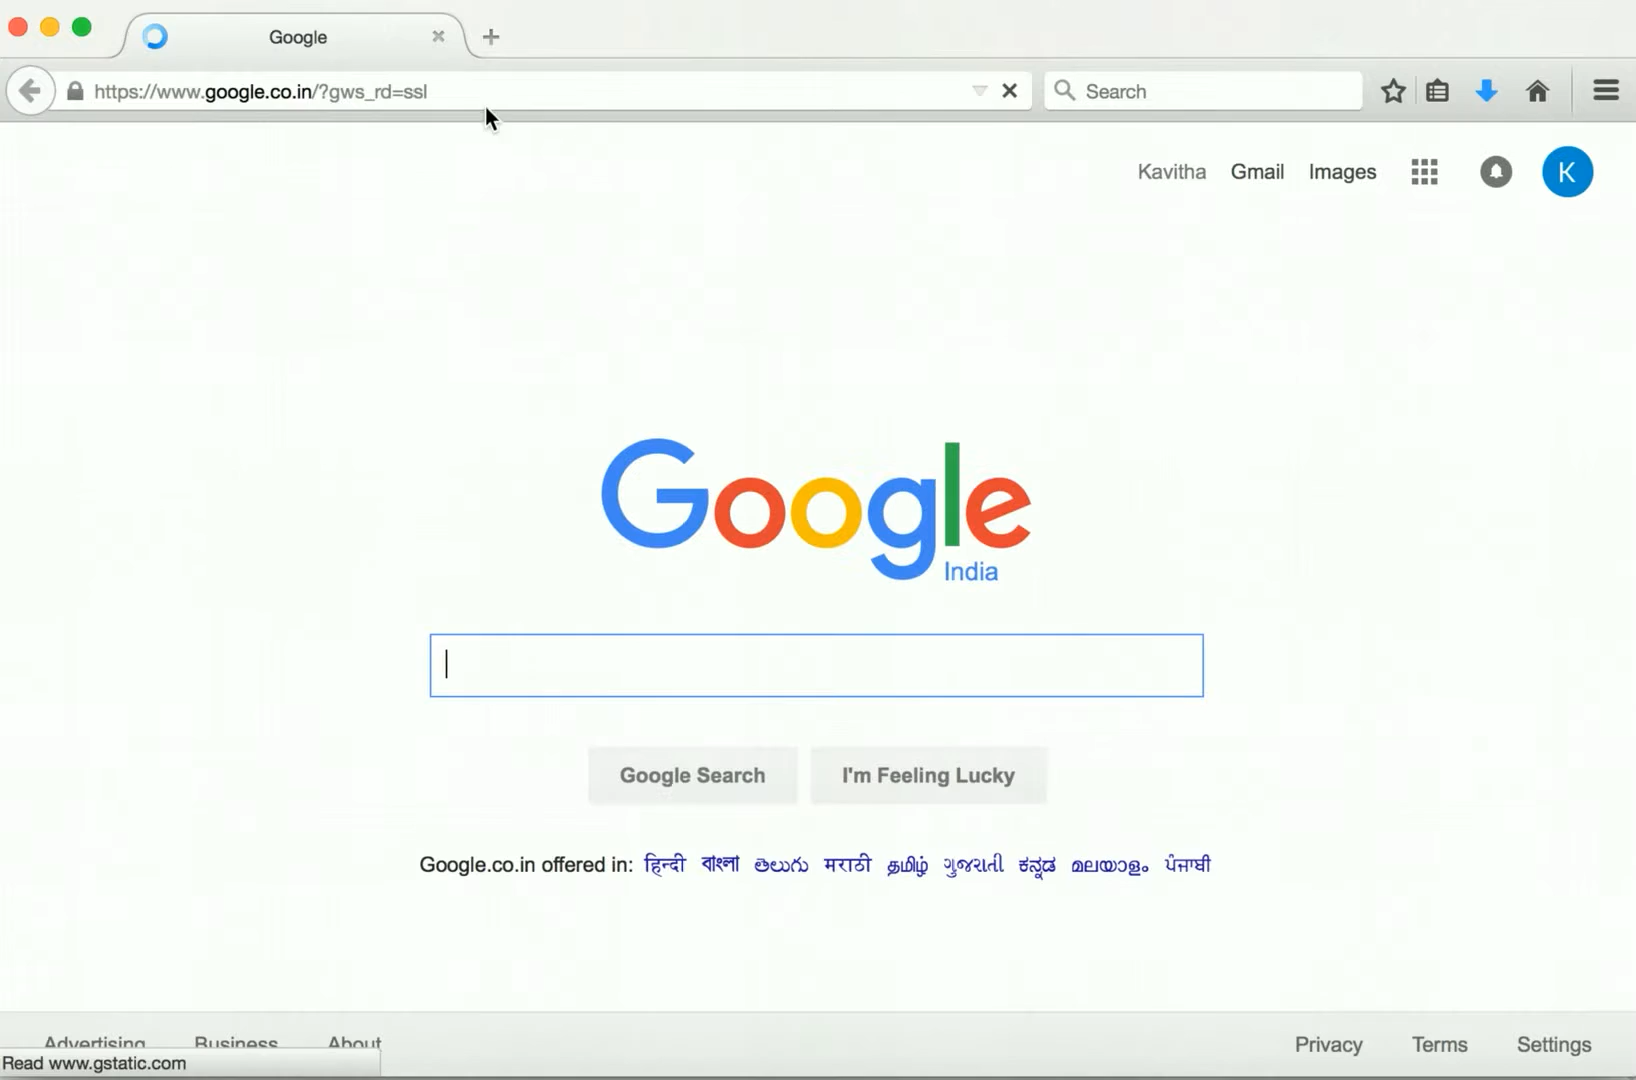 Google
https://www.google.co.in/?gws_rd=ssl
Search
Kavitha Gmail Images K
Google
India
Google Search I'm Feeling Lucky
Google.co.in offered in: हिन्दी বাংলা తెలుగు मराठी தமிழ் ગુજરાતી ಕನ್ನಡ മലയാളം ਪੰਜਾਬੀ
Advertising Business About Privacy Terms Settings
Read www.gstatic.com